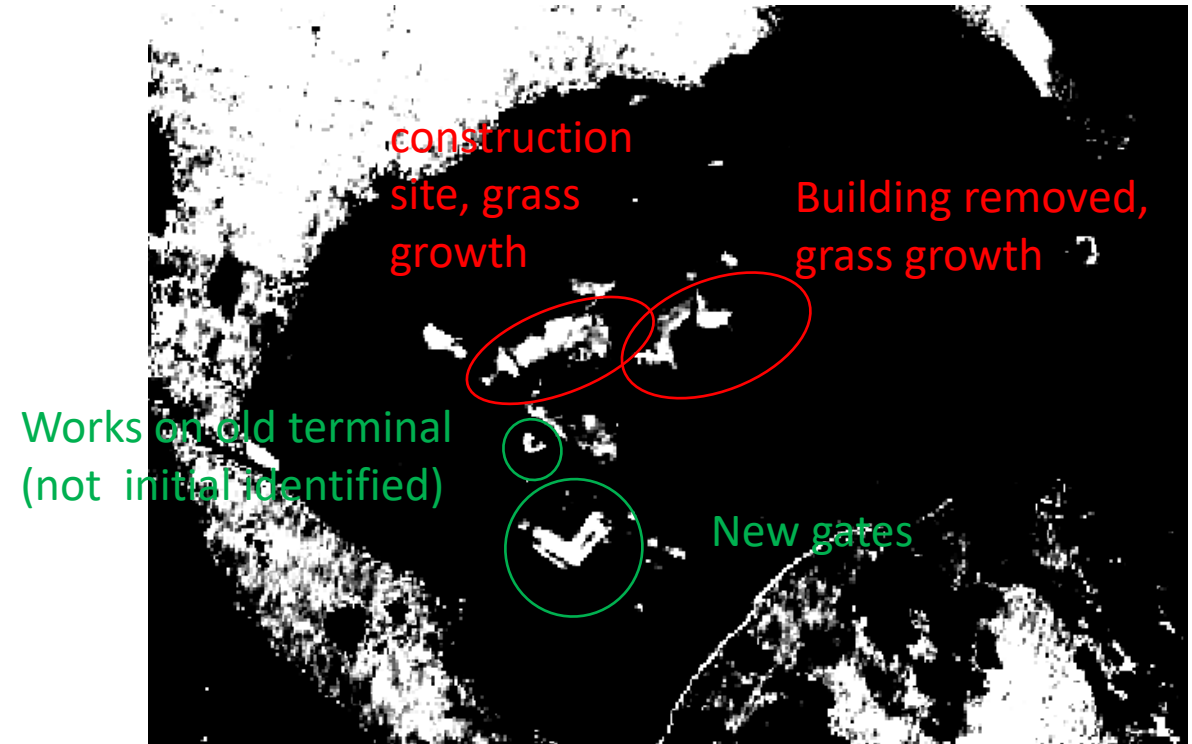 construction
site, grass
growth
Building removed,
grass growth
Works on old terminal
(not  initial identified)
New gates